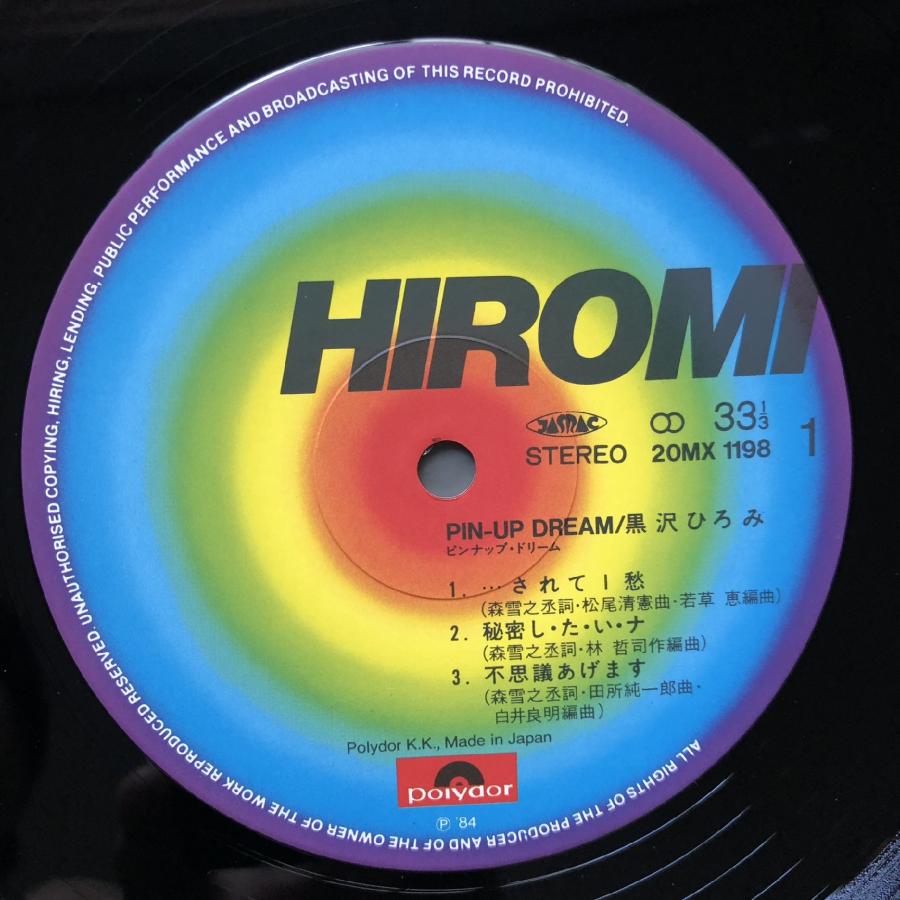 UNAUTHORISED COPYING, HIRING, LENDING, PUBLIC PERFORMANCE AND BROADCASTING OF THIS RECORD PROHIBITED.
HIROMI
JASRAC
33 1/3
STEREO
20MX 1198
1
PIN-UP DREAM/黒沢ひろみ
ピンナップ・ドリーム
1. …されてⅠ愁
(森雪之丞詞・松尾清憲曲・若草 恵編曲)
2. 秘密し・た・い・ナ
(森雪之丞詞・林 哲司作編曲)
3. 不思議あげます
(森雪之丞詞・田所純一郎曲・
白井良明編曲)
Polydor K.K., Made in Japan
polydor
Ⓟ '84
ALL RIGHTS OF THE PRODUCER AND OF THE OWNER OF THE WORK REPRODUCED RESERVED.